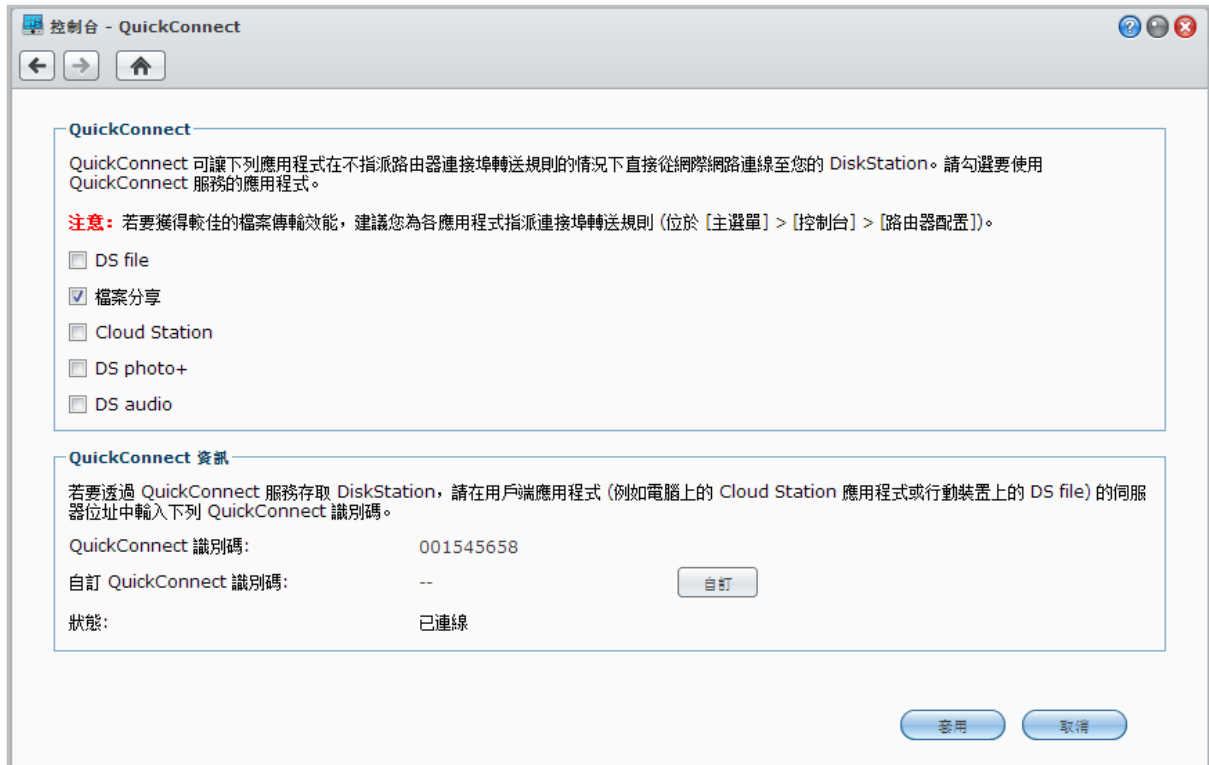 控制台 - QuickConnect
QuickConnect
QuickConnect 可讓下列應用程式在不指派路由器連接埠轉送規則的情況下直接從網際網路連線至您的 DiskStation。請勾選要使用
QuickConnect 服務的應用程式。
注意：若要獲得較佳的檔案傳輸效能，建議您為各應用程式指派連接埠轉送規則 (位於 [主選單] > [控制台] > [路由器配置])。
DS file
檔案分享
Cloud Station
DS photo+
DS audio
QuickConnect 資訊
若要透過 QuickConnect 服務存取 DiskStation，請在用戶端應用程式 (例如電腦上的 Cloud Station 應用程式或行動裝置上的 DS file) 的伺服
器位址中輸入下列 QuickConnect 識別碼。
QuickConnect 識別碼: 001545658
自訂 QuickConnect 識別碼: -- 自訂
狀態: 已連線
套用 取消